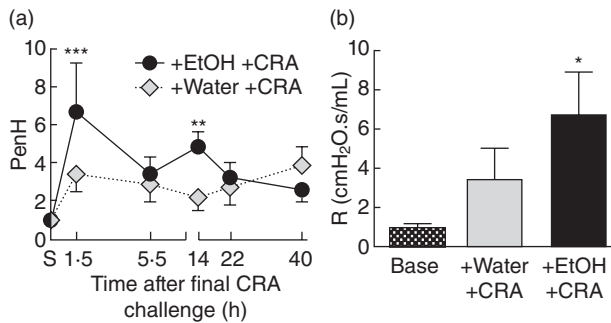 (a)
10
8
6
4
2
0
PenH
***
**
+EtOH +CRA
+Water +CRA
S 1·5 5·5 14 22 40
Time after final CRA
challenge (h)
(b)
R (cmH₂O.s/mL)
10
8
6
4
2
0
*
Base +Water +EtOH
+CRA +CRA